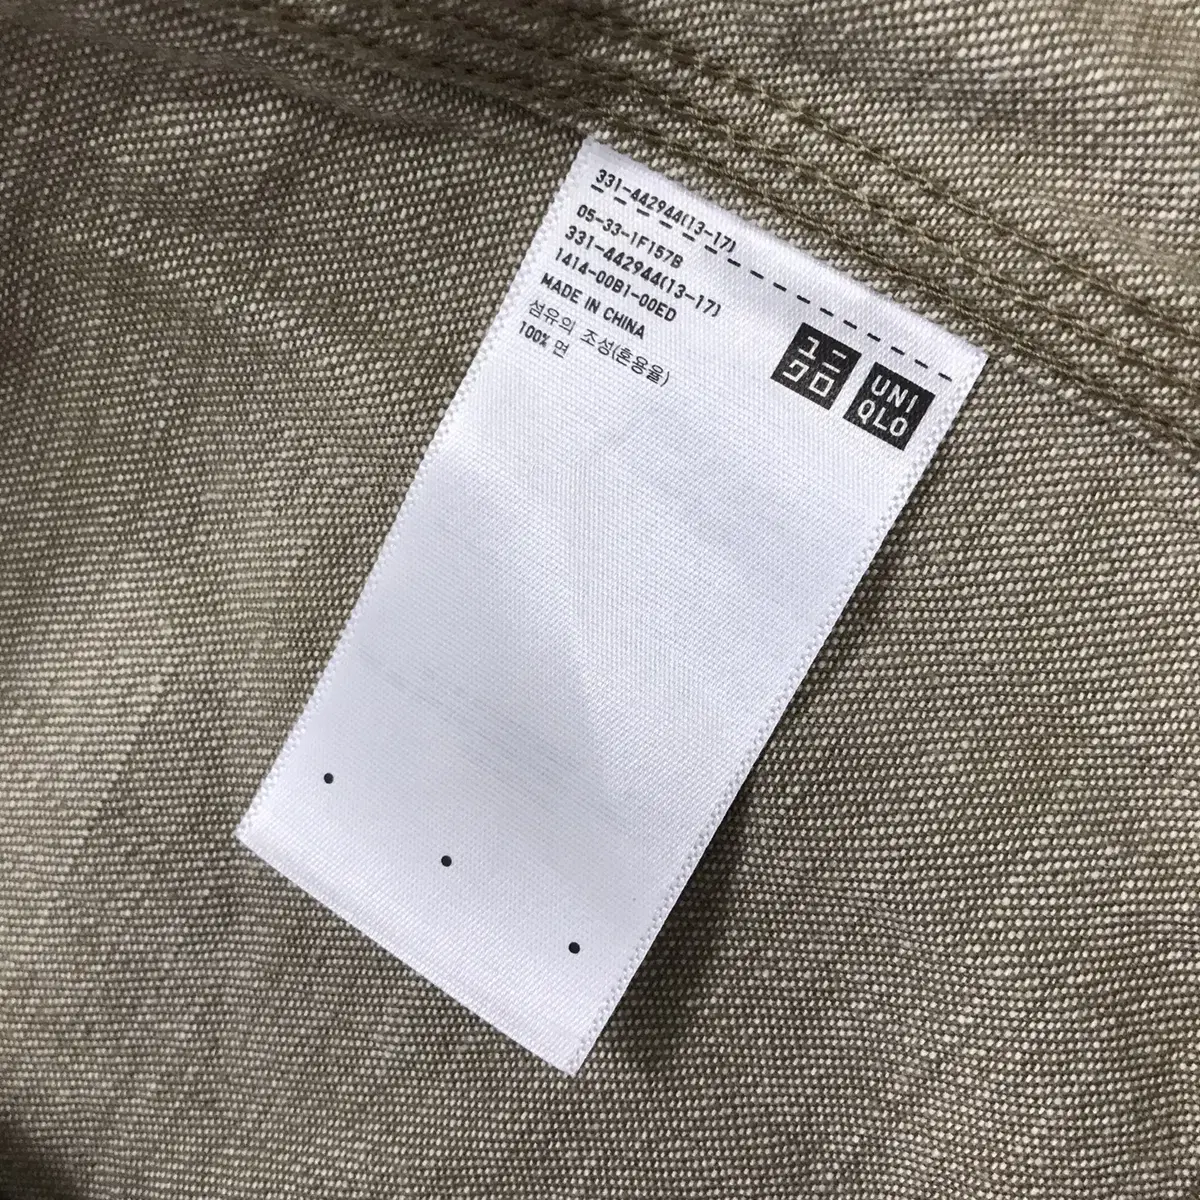 331-442944(13-17)
05-33-1F157B
331-442944(13-17)
1414-00B1-00ED
MADE IN CHINA
섬유의 조성(혼용율)
100% 면
ユニ
クロ
UNI
QLO